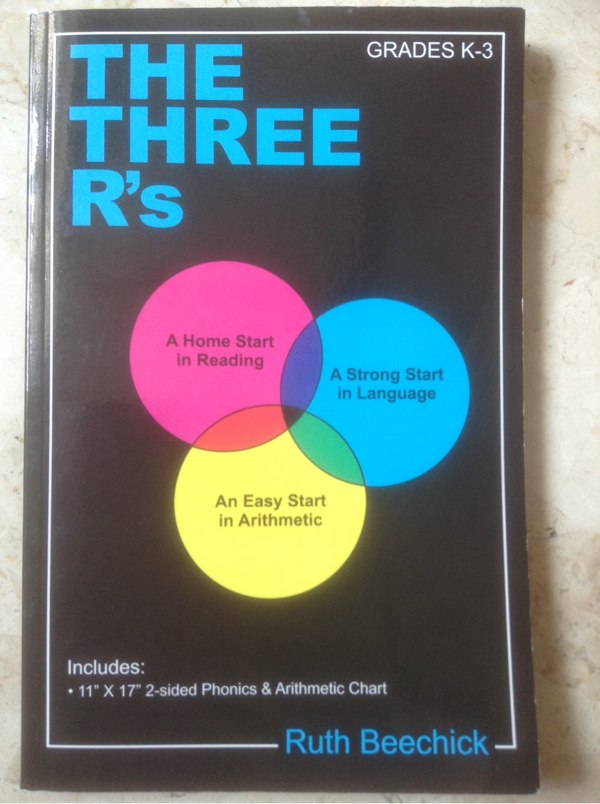 GRADES K-3
THE
THREE
R's
A Home Start
in Reading
A Strong Start
in Language
An Easy Start
in Arithmetic
Includes:
• 11" X 17" 2-sided Phonics & Arithmetic Chart
Ruth Beechick